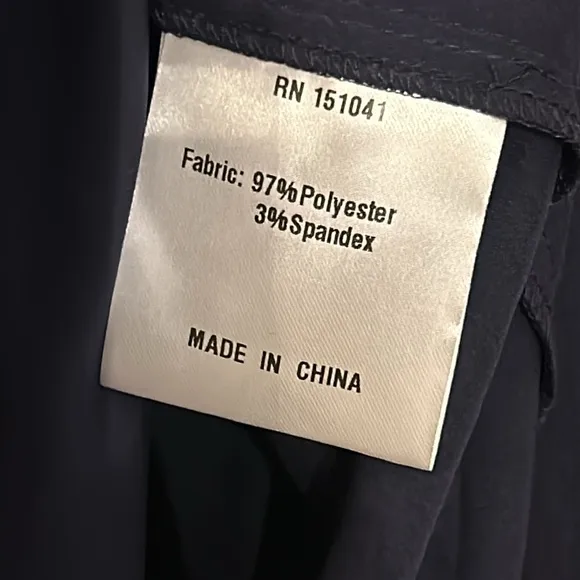 RN 151041
Fabric: 97%Polyester
3%Spandex
MADE IN CHINA